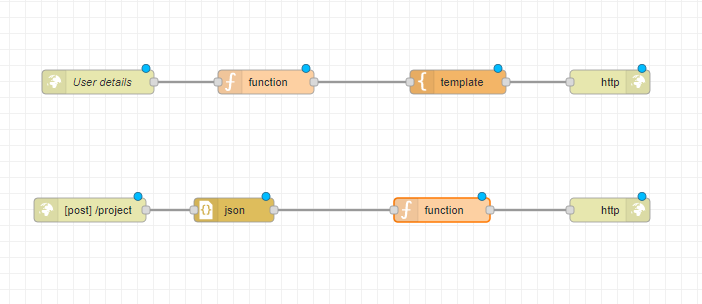 User details
function
template
http
[post] /project
json
function
http